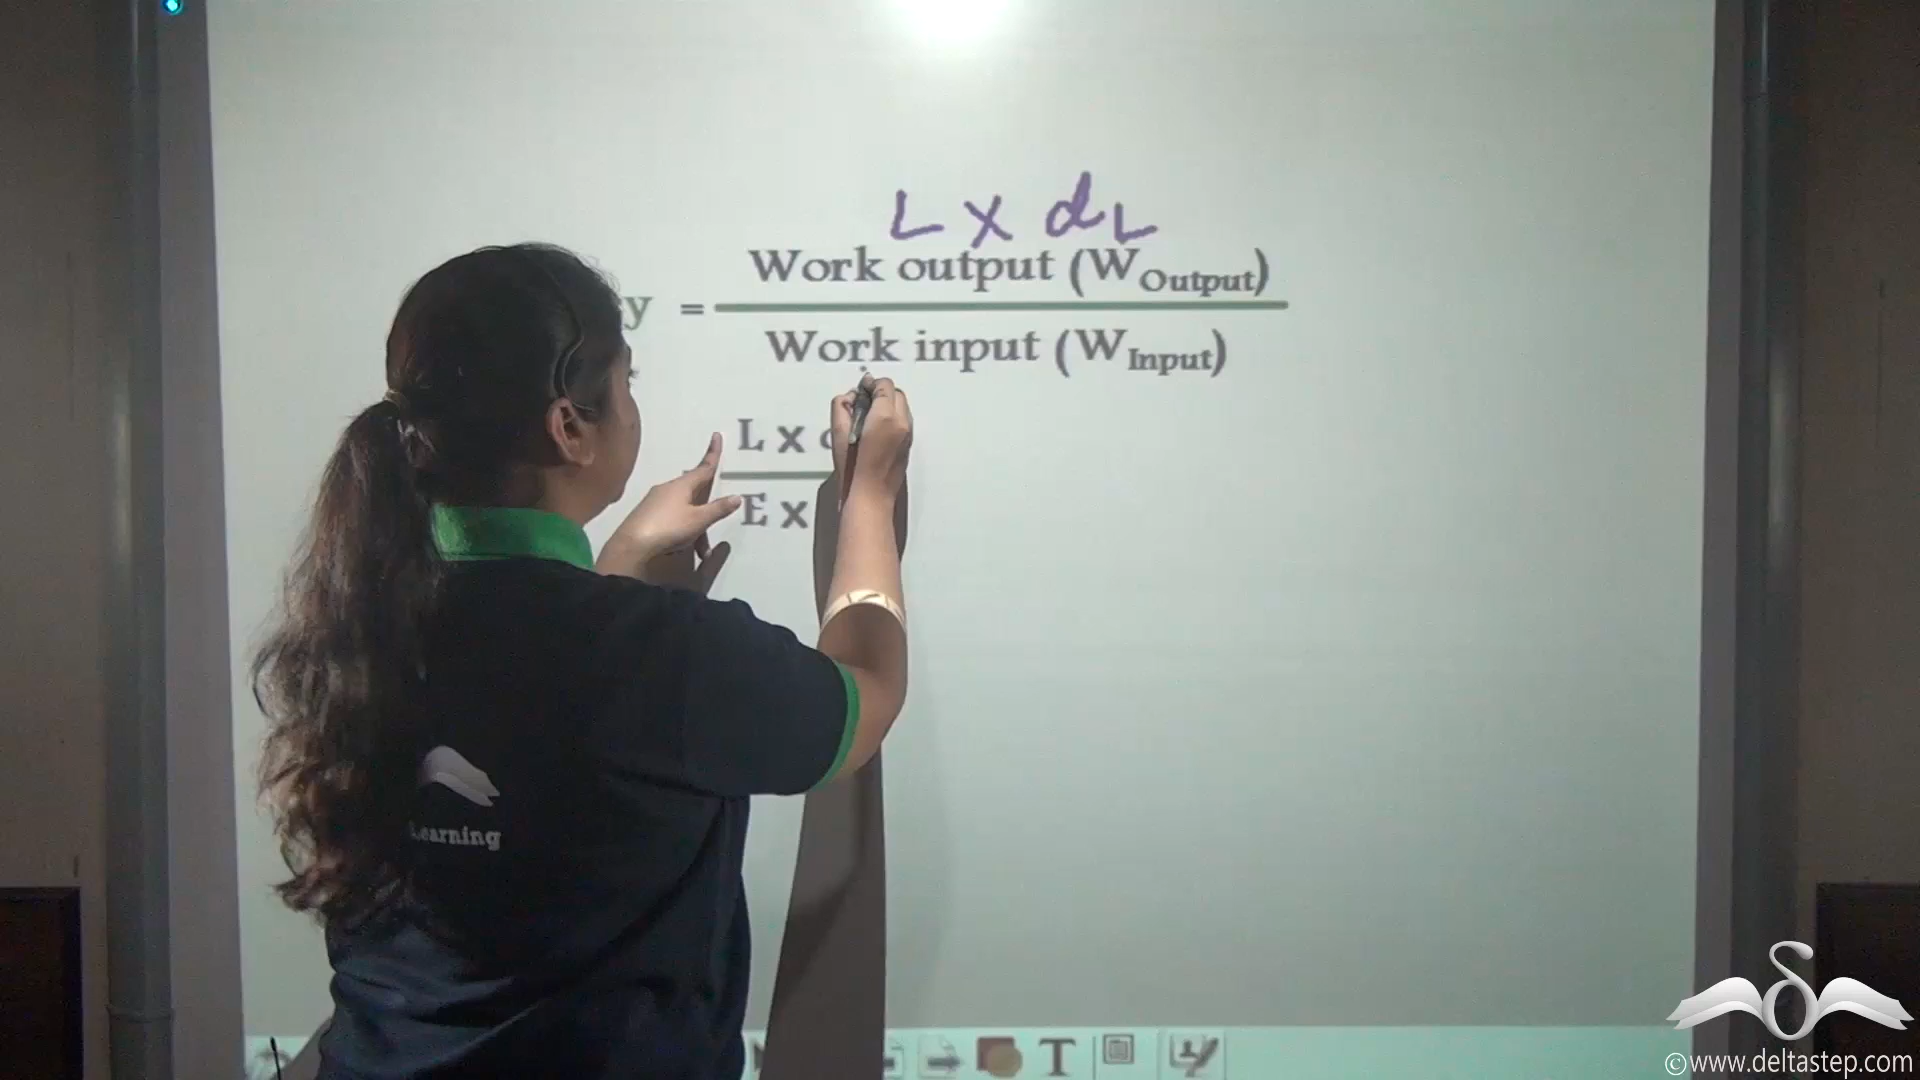 L x dL
Work output (WOutput)
y =
Work input (WInput)
L x d
E x
Learning
T
©www.deltastep.com